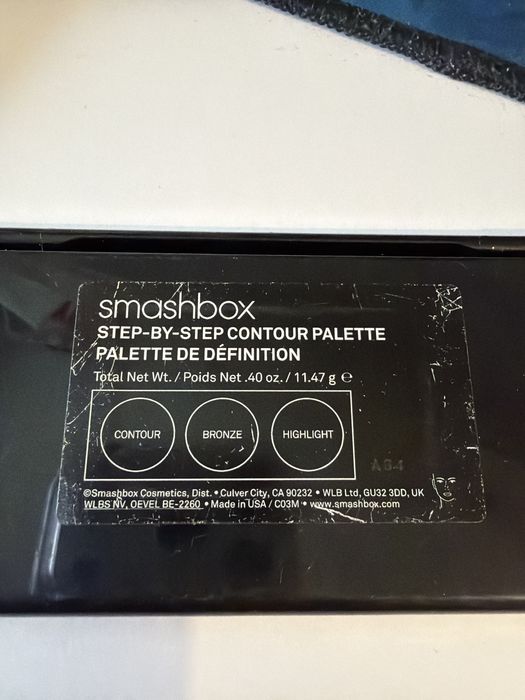 smashbox
STEP-BY-STEP CONTOUR PALETTE
PALETTE DE DÉFINITION
Total Net Wt. / Poids Net .40 oz. / 11.47 g ℮
CONTOUR BRONZE HIGHLIGHT
A64
©Smashbox Cosmetics, Dist. • Culver City, CA 90232 • WLB Ltd, GU32 3DD, UK
WLBS NV, OEVEL BE-2260 • Made in USA / C03M • www.smashbox.com